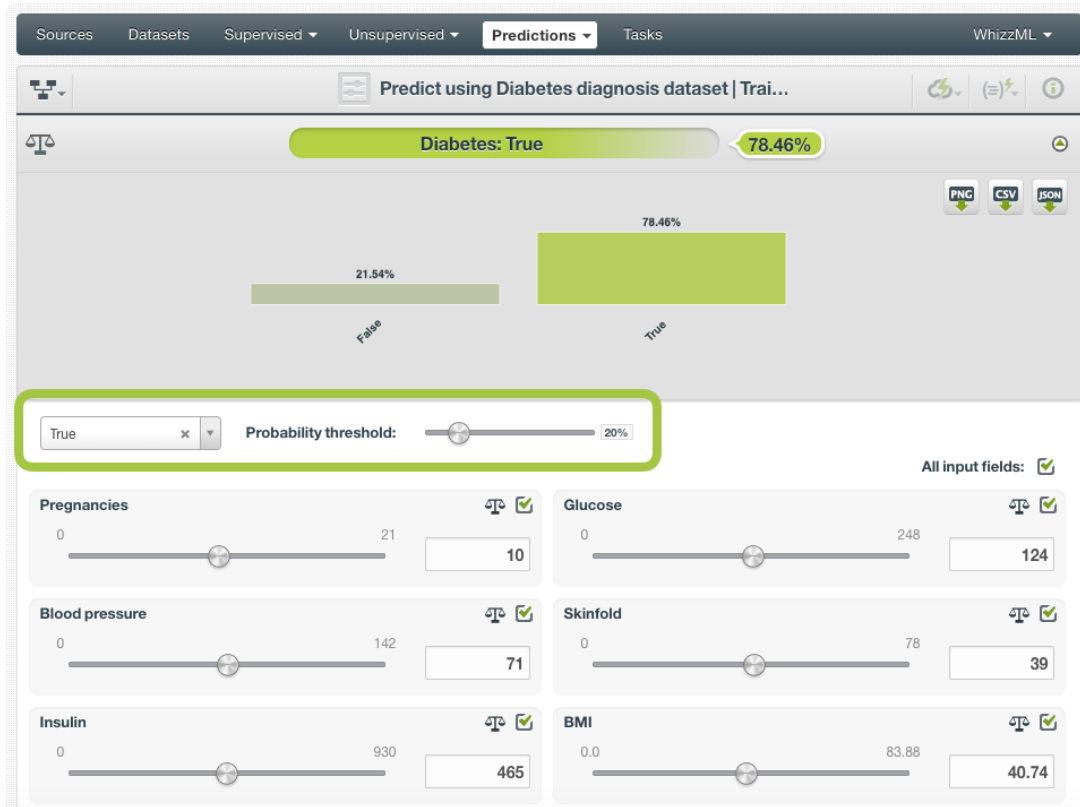 Sources Datasets Supervised Unsupervised Predictions Tasks WhizzML
Predict using Diabetes diagnosis dataset | Trai...
Diabetes: True 78.46%
PNG CSV JSON
78.46%
21.54%
False True
True Probability threshold: 20%
All input fields:
Pregnancies Glucose
0 21 0 248
10 124
Blood pressure Skinfold
0 142 0 78
71 39
Insulin BMI
0 930 0.0 83.88
465 40.74